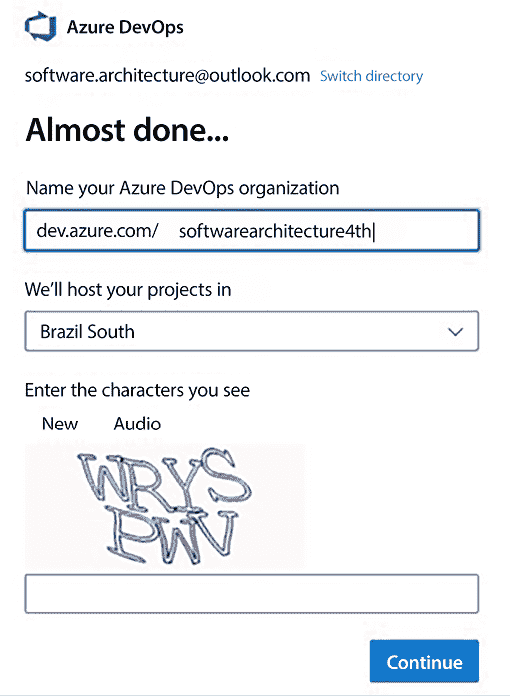 Azure DevOps
software.architecture@outlook.com Switch directory
Almost done...
Name your Azure DevOps organization
dev.azure.com/ softwarearchitecture4th
We'll host your projects in
Brazil South
Enter the characters you see
New Audio
WRYS
PWV
Continue